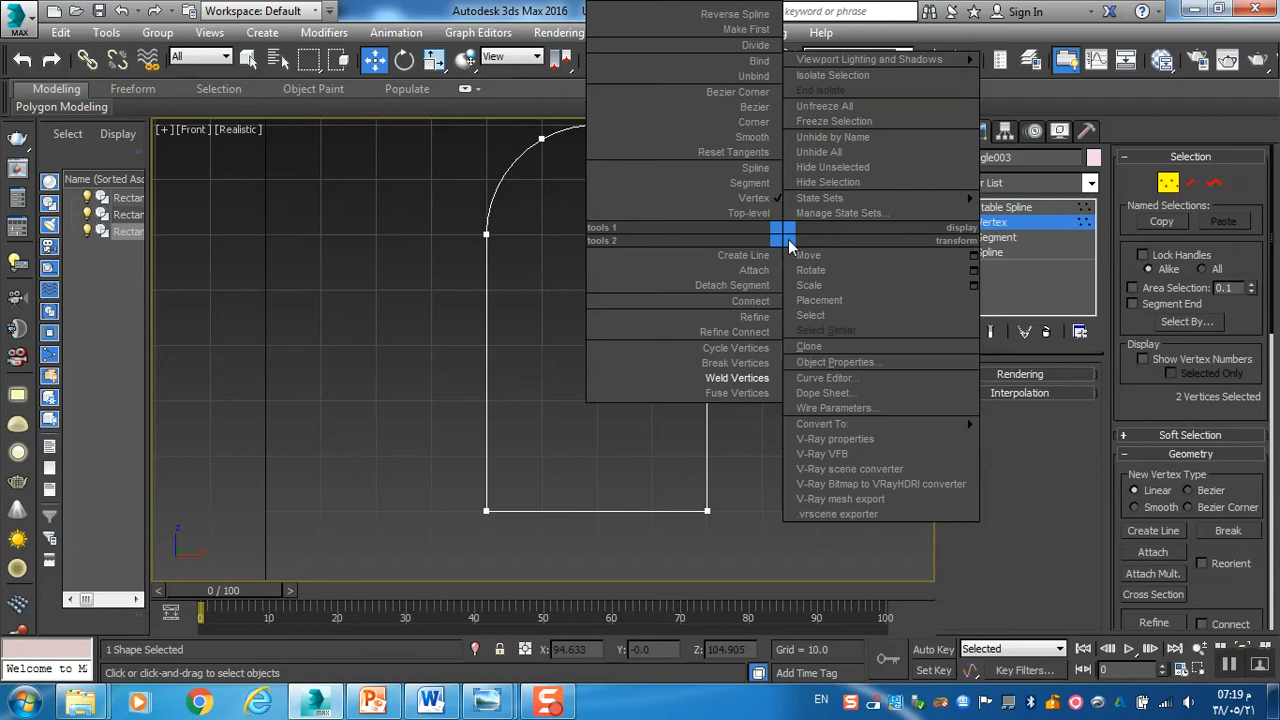 MAX
Workspace: Default
Autodesk 3ds Max 2016
U
keyword or phrase
Sign In
Edit
Tools
Group
Views
Create
Modifiers
Animation
Graph Editors
Rendering
Help
All
View
Modeling
Freeform
Selection
Object Paint
Populate
Polygon Modeling
Select
Display
Name (Sorted Asc
Rectan
Rectan
Rectan
[+] [Front] [Realistic]
Reverse Spline
Make First
Divide
Bind
Unbind
Bezier Corner
Bezier
Corner
Smooth
Reset Tangents
Spline
Segment
Vertex
Top-level
tools 1
tools 2
Create Line
Attach
Detach Segment
Connect
Refine
Refine Connect
Cycle Vertices
Break Vertices
Weld Vertices
Fuse Vertices
Viewport Lighting and Shadows
Isolate Selection
End Isolate
Unfreeze All
Freeze Selection
Unhide by Name
Unhide All
Hide Unselected
Hide Selection
State Sets
Manage State Sets...
display
transform
Move
Rotate
Scale
Placement
Select
Select Similar
Clone
Object Properties...
Curve Editor...
Dope Sheet...
Wire Parameters...
Convert To:
V-Ray properties
V-Ray VFB
V-Ray scene converter
V-Ray Bitmap to VRayHDRI converter
V-Ray mesh export
.vrscene exporter
gle003
er List
table Spline
ertex
egment
pline
Rendering
Interpolation
Selection
Named Selections:
Copy
Paste
Lock Handles
Alike
All
Area Selection:
0.1
Segment End
Select By...
Display
Show Vertex Numbers
Selected Only
2 Vertices Selected
Soft Selection
Geometry
New Vertex Type
Linear
Bezier
Smooth
Bezier Corner
Create Line
Break
Attach
Reorient
Attach Mult.
Cross Section
Refine
Connect
z
x
0 / 100
0
10
20
30
40
50
60
70
80
90
100
1 Shape Selected
X: 94.633
Y: -0.0
Z: 104.905
Grid = 10.0
Auto Key
Selected
Welcome to M
Click or click-and-drag to select objects
Add Time Tag
Set Key
Key Filters...
0
EN
07:19 م
٣٨/٠٥/٢١